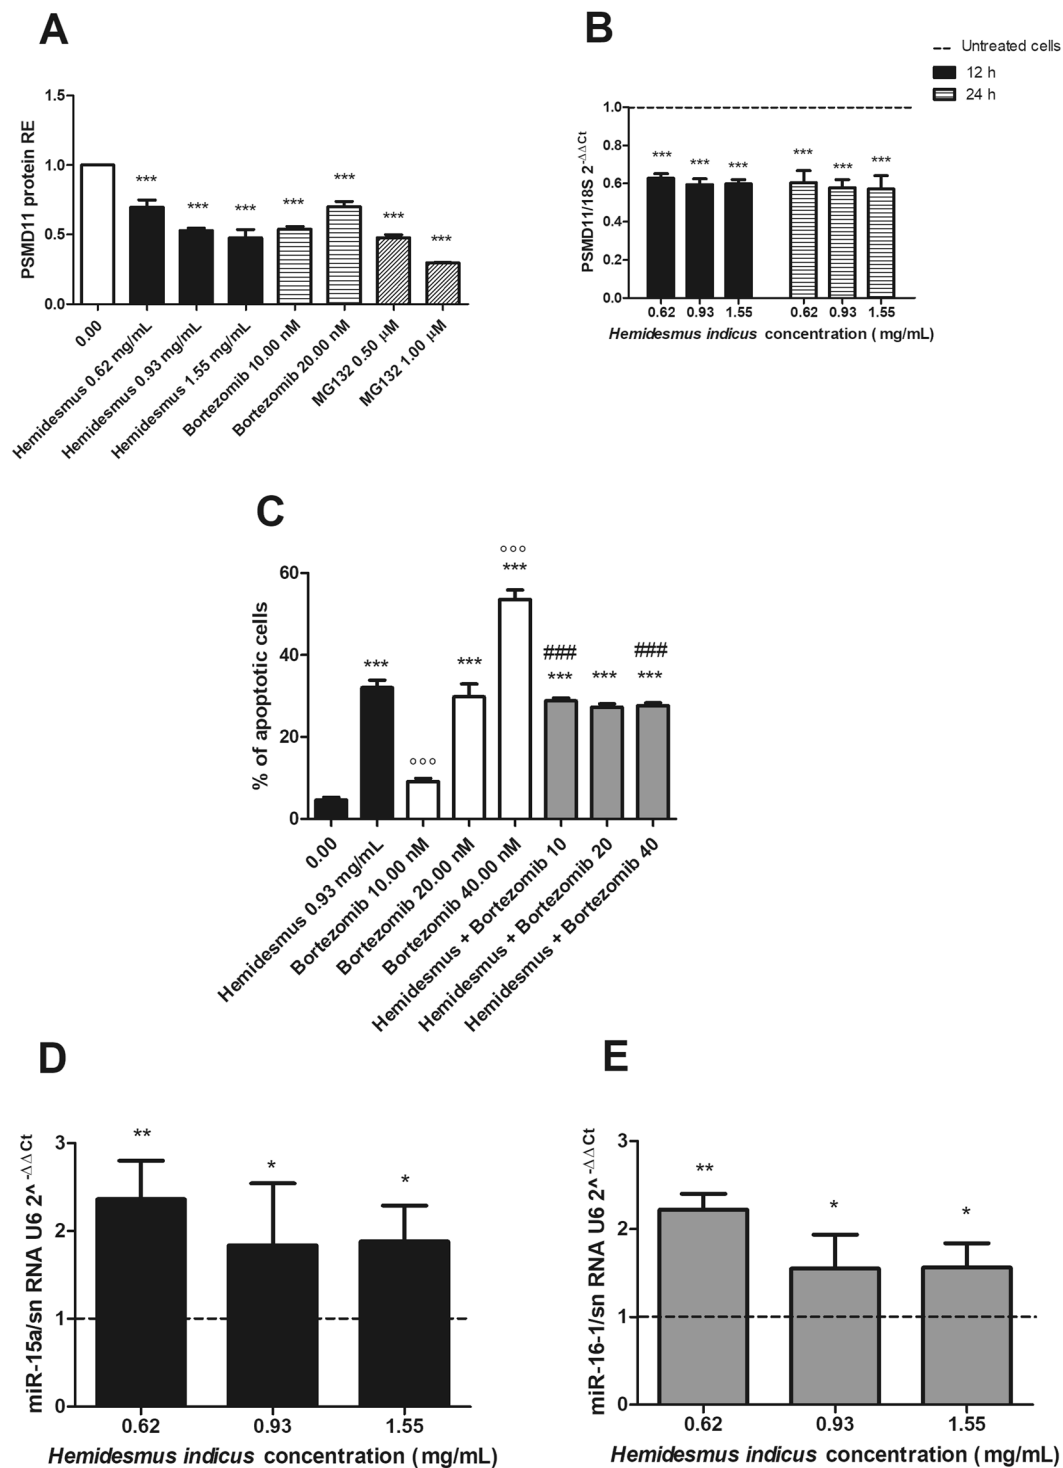 A
PSMD11 protein RE
1.5
1.0
0.5
0.0
***
***
***
***
***
***
***
0.00
Hemidesmus 0.62 mg/mL
Hemidesmus 0.93 mg/mL
Hemidesmus 1.55 mg/mL
Bortezomib 10.00 nM
Bortezomib 20.00 nM
MG132 0.50 µM
MG132 1.00 µM
B
-- Untreated cells
12 h
24 h
PSMD11/18S 2^-ΔΔCt
1.0
0.8
0.6
0.4
0.2
0.0
***
***
***
***
***
***
0.62 0.93 1.55 0.62 0.93 1.55
Hemidesmus indicus concentration ( mg/mL)
C
% of apoptotic cells
60
40
20
0
***
°°°
***
°°°
***
###
***
***
###
***
0.00
Hemidesmus 0.93 mg/mL
Bortezomib 10.00 nM
Bortezomib 20.00 nM
Bortezomib 40.00 nM
Hemidesmus + Bortezomib 10
Hemidesmus + Bortezomib 20
Hemidesmus + Bortezomib 40
D
miR-15a/sn RNA U6 2^-ΔΔCt
3
2
1
0
**
*
*
0.62 0.93 1.55
Hemidesmus indicus concentration ( mg/mL)
E
miR-16-1/sn RNA U6 2^-ΔΔCt
3
2
1
0
**
*
*
0.62 0.93 1.55
Hemidesmus indicus concentration ( mg/mL)